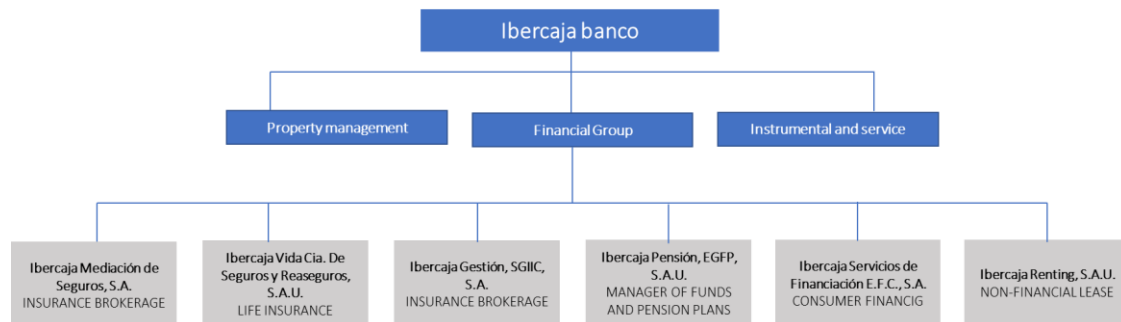 Ibercaja banco
Property management
Financial Group
Instrumental and service
Ibercaja Mediación de
Seguros, S.A.
INSURANCE BROKERAGE
Ibercaja Vida Cia. De
Seguros y Reaseguros,
S.A.U.
LIFE INSURANCE
Ibercaja Gestión, SGIIC,
S.A.
INSURANCE BROKERAGE
Ibercaja Pensión, EGFP,
S.A.U.
MANAGER OF FUNDS
AND PENSION PLANS
Ibercaja Servicios de
Financiación E.F.C., S.A.
CONSUMER FINANCIG
Ibercaja Renting, S.A.U.
NON-FINANCIAL LEASE